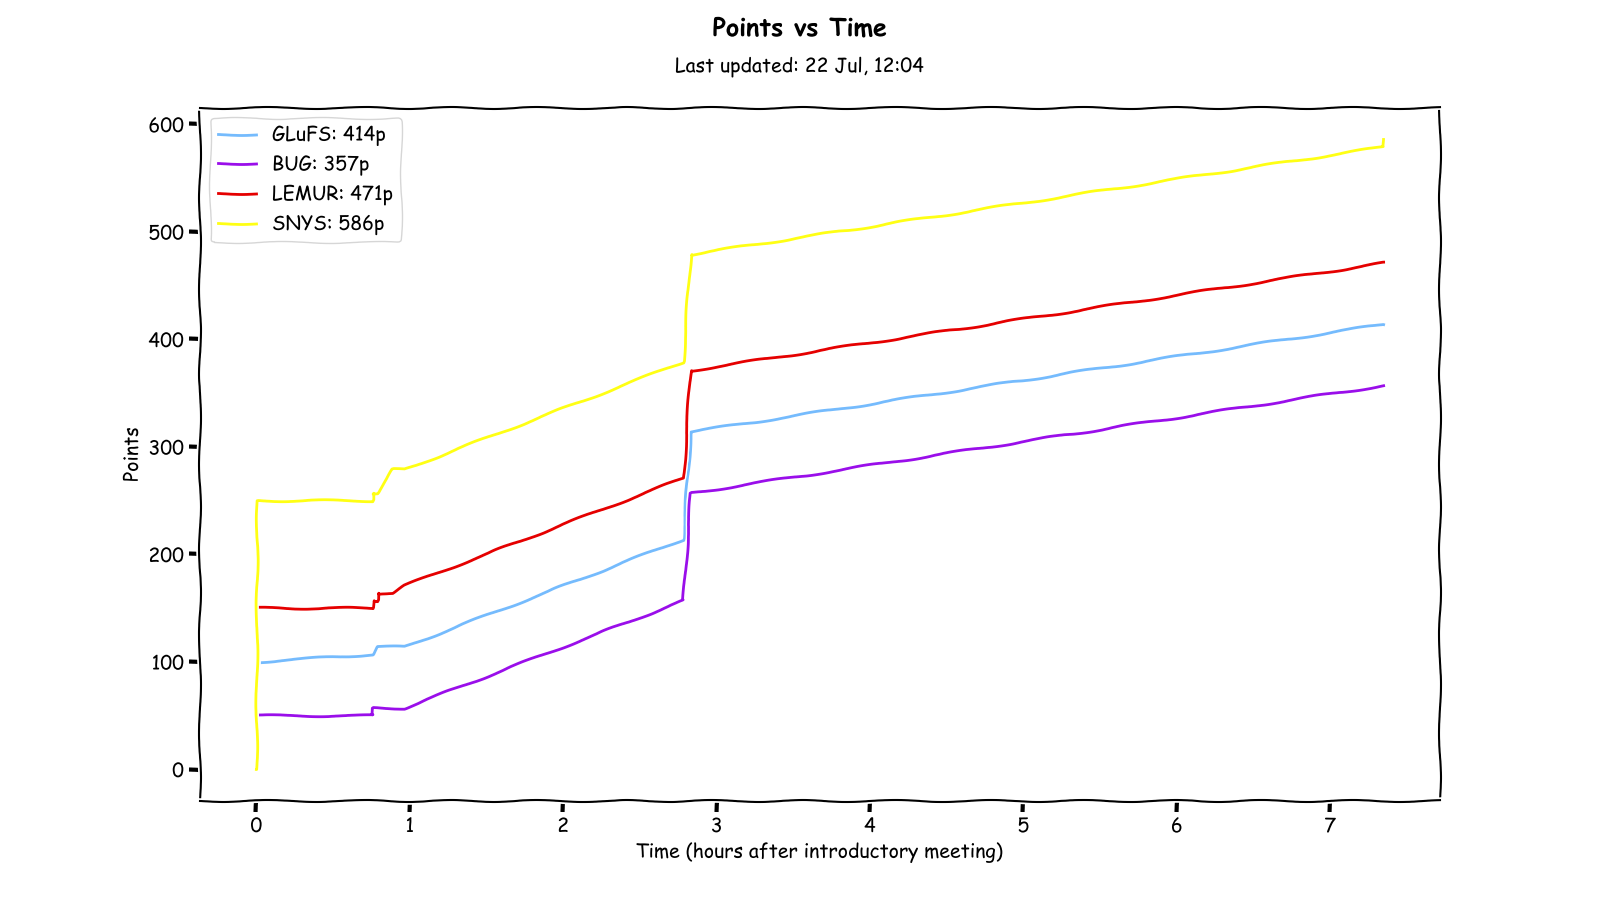 Points vs Time
Last updated: 22 Jul, 12:04
GLuFS: 414p
BUG: 357p
LEMUR: 471p
SNYS: 586p
600
500
400
300
200
100
0
Points
0 1 2 3 4 5 6 7
Time (hours after introductory meeting)